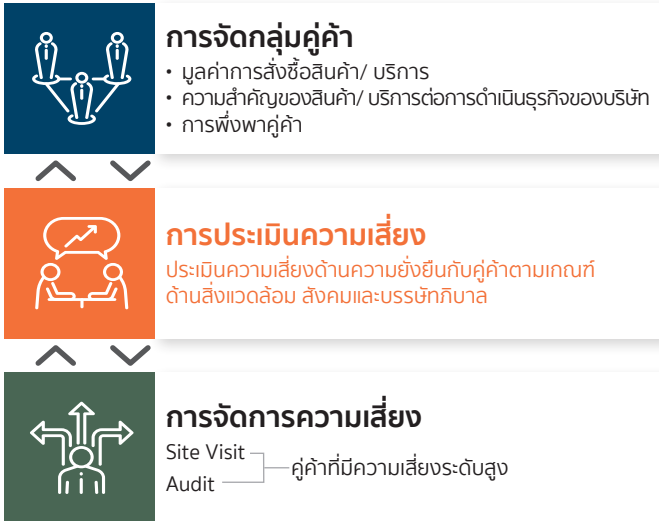 การจัดกลุ่มคู่ค้า
• มูลค่าการสั่งซื้อสินค้า/ บริการ
• ความสำคัญของสินค้า/ บริการต่อการดำเนินธุรกิจของบริษัท
• การพึ่งพาคู่ค้า
การประเมินความเสี่ยง
ประเมินความเสี่ยงด้านความยั่งยืนกับคู่ค้าตามเกณฑ์
ด้านสิ่งแวดล้อม สังคมและบรรษัทภิบาล
การจัดการความเสี่ยง
Site Visit
คู่ค้าที่มีความเสี่ยงระดับสูง
Audit